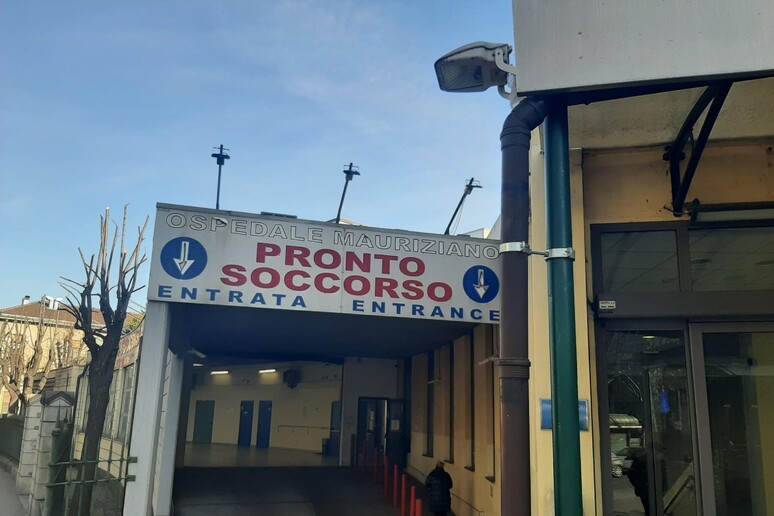 OSPEDALE MAURIZIANO
PRONTO
SOCCORSO
ENTRATA ENTRANCE